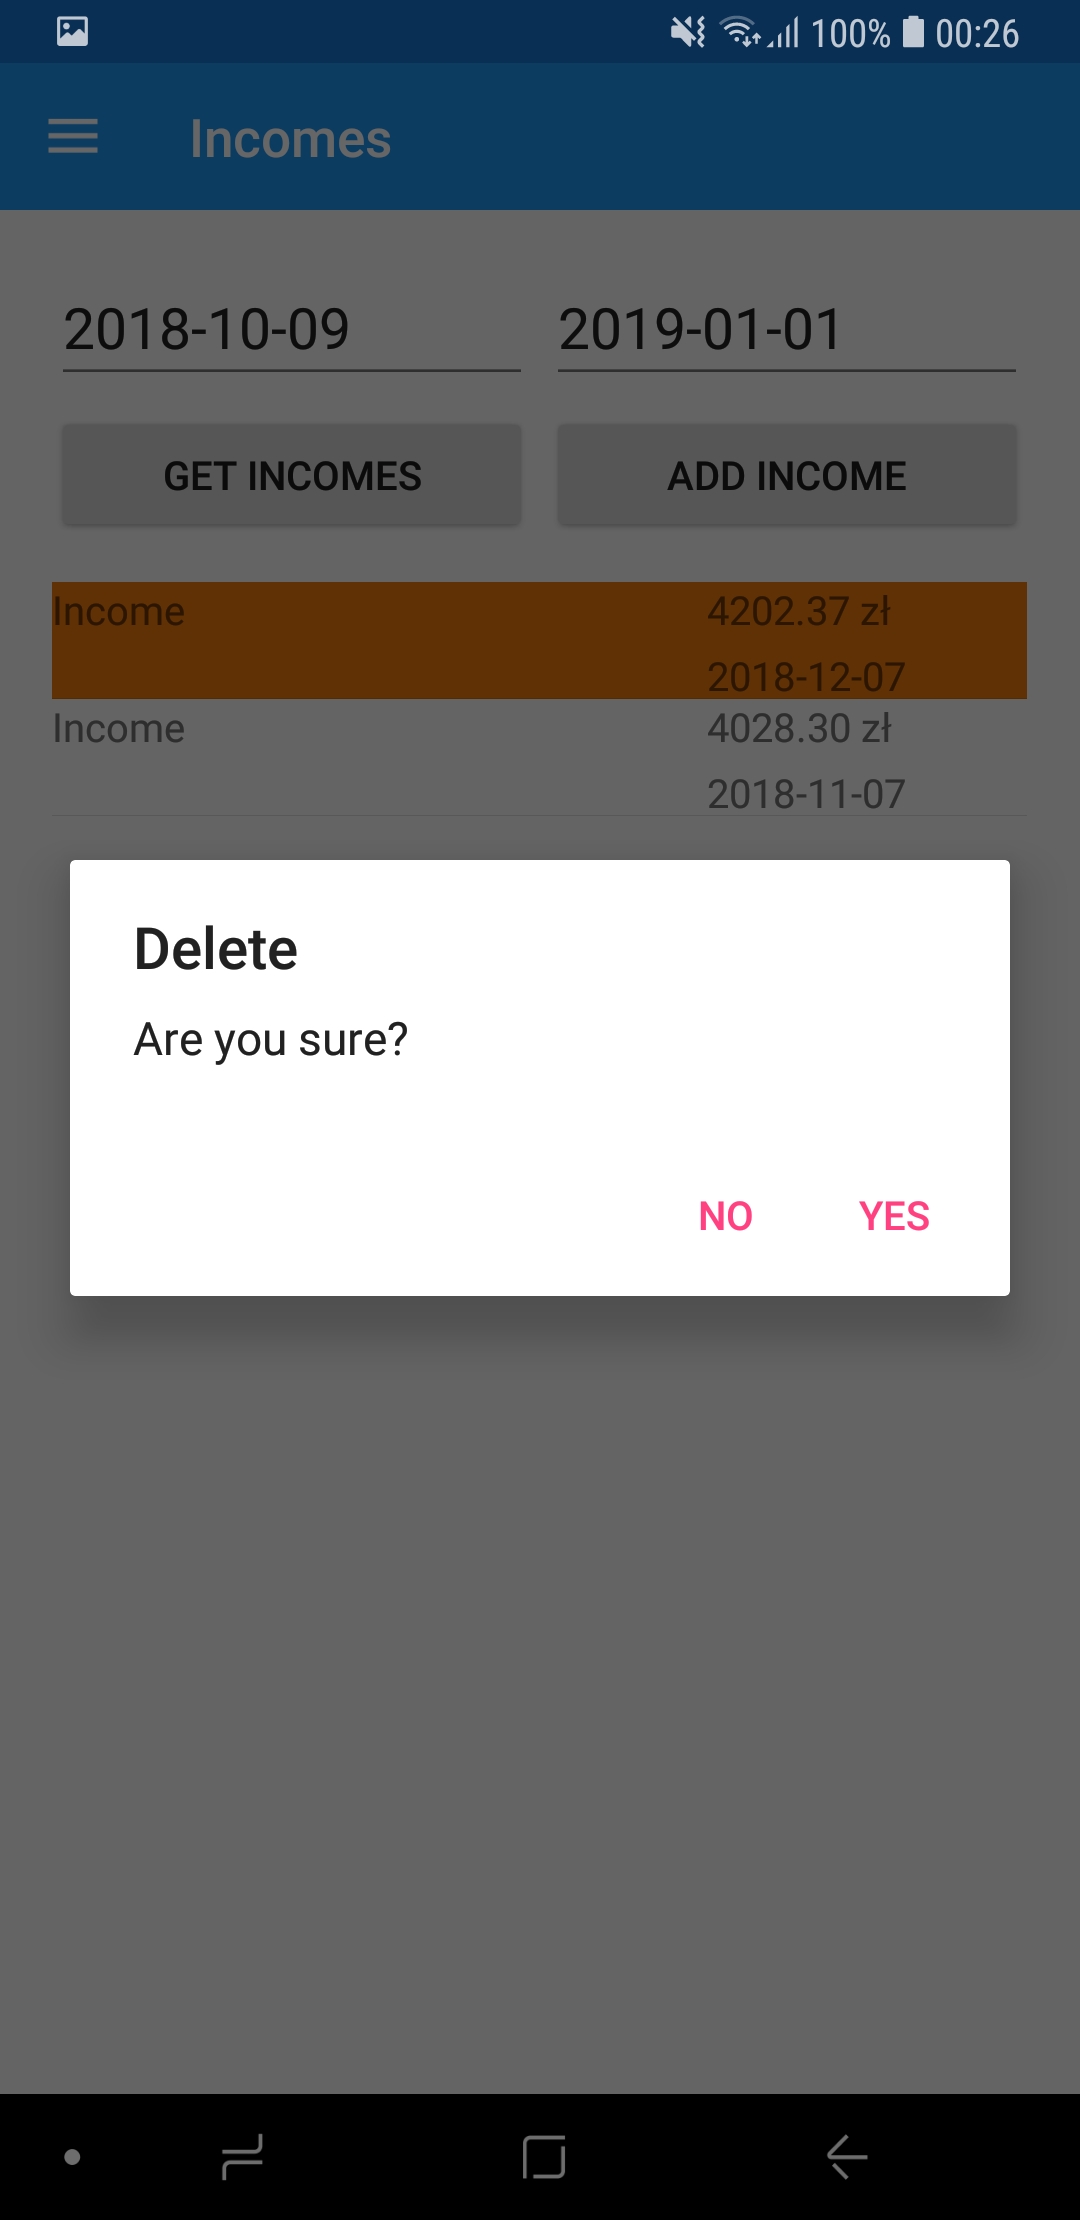 100% 00:26
Incomes
2018-10-09 2019-01-01
GET INCOMES ADD INCOME
Income 4202.37 zł
2018-12-07
Income 4028.30 zł
2018-11-07
Delete
Are you sure?
NO YES